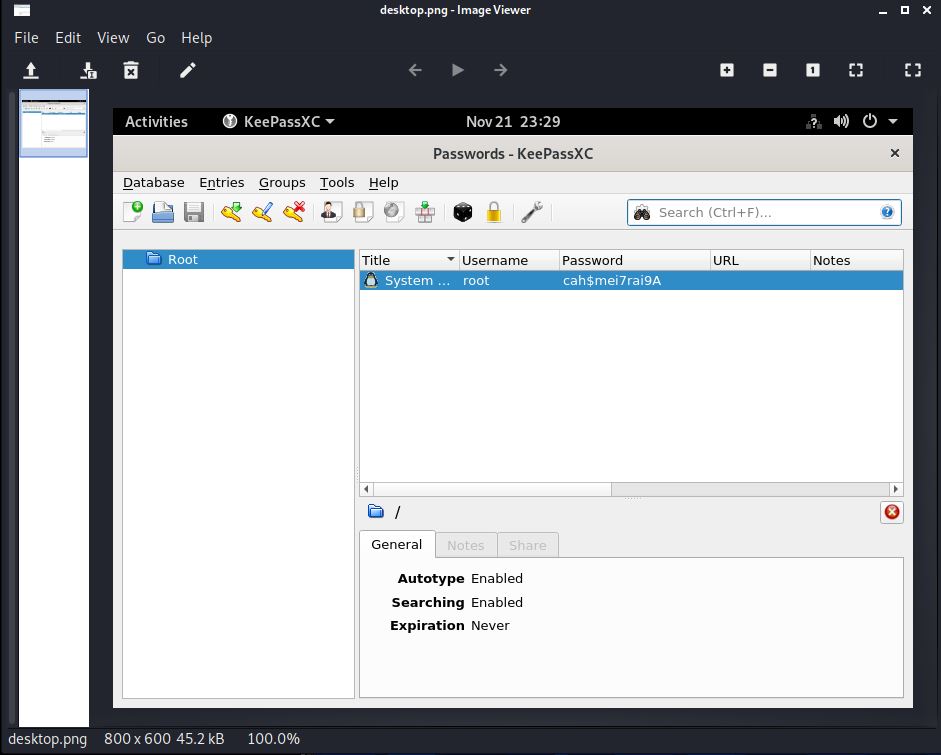 desktop.png - Image Viewer
File Edit View Go Help
Activities KeePassXC Nov 21 23:29
Passwords - KeePassXC
Database Entries Groups Tools Help
Search (Ctrl+F)...
Root
Title Username Password URL Notes
System ... root cah$mei7rai9A
/
General Notes Share
Autotype Enabled
Searching Enabled
Expiration Never
desktop.png 800 x 600 45.2 kB 100.0%